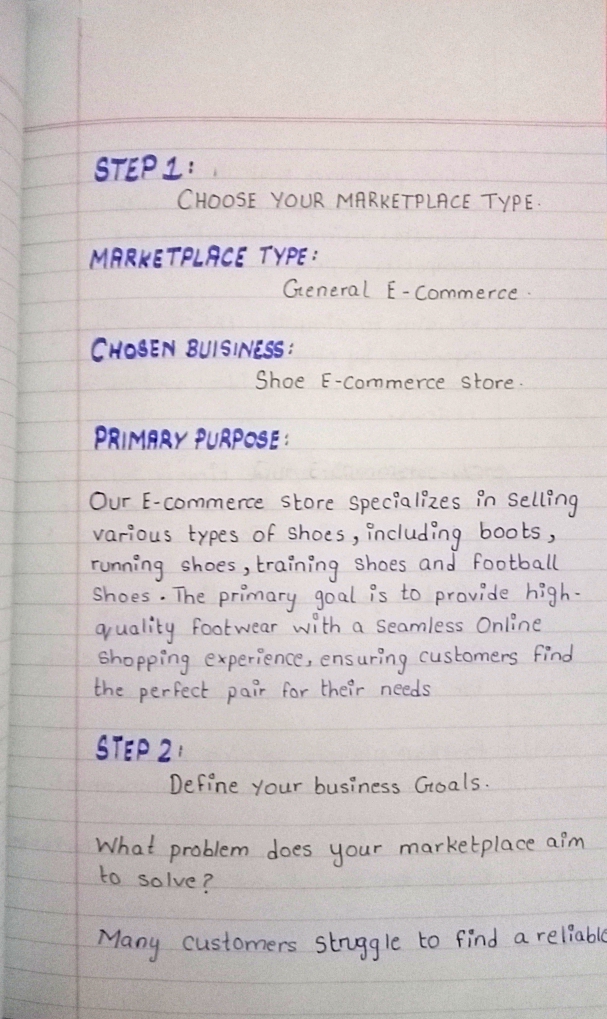 STEP 1:
CHOOSE YOUR MARKETPLACE TYPE.
MARKETPLACE TYPE:
General E-Commerce.
CHOSEN BUISINESS:
Shoe E-commerce store.
PRIMARY PURPOSE:
Our E-commerce store specializes in selling
various types of shoes, including boots,
running shoes, training shoes and football
shoes. The primary goal is to provide high-
quality footwear with a seamless Online
shopping experience, ensuring customers find
the perfect pair for their needs
STEP 2:
Define your business Goals.
What problem does your marketplace aim
to solve?
Many customers struggle to find a reliable